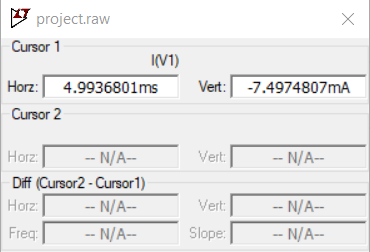 project.raw
Cursor 1
I(V1)
Horz: 4.9936801ms Vert: -7.4974807mA
Cursor 2
Horz: -- N/A-- Vert: -- N/A--
Diff (Cursor2 - Cursor1)
Horz: -- N/A-- Vert: -- N/A--
Freq: -- N/A-- Slope: -- N/A--